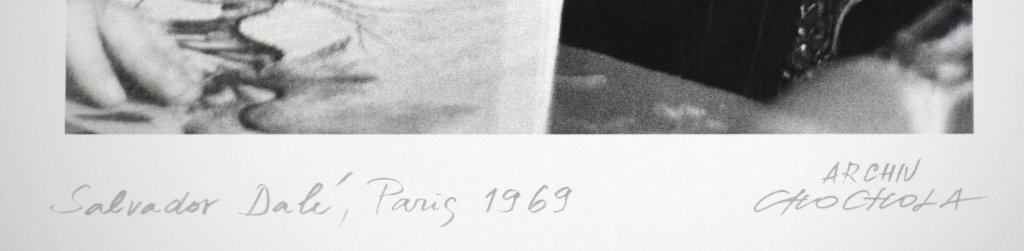 Salvador Dalí, Paris 1969
ARCHIV
CHOCHOLA